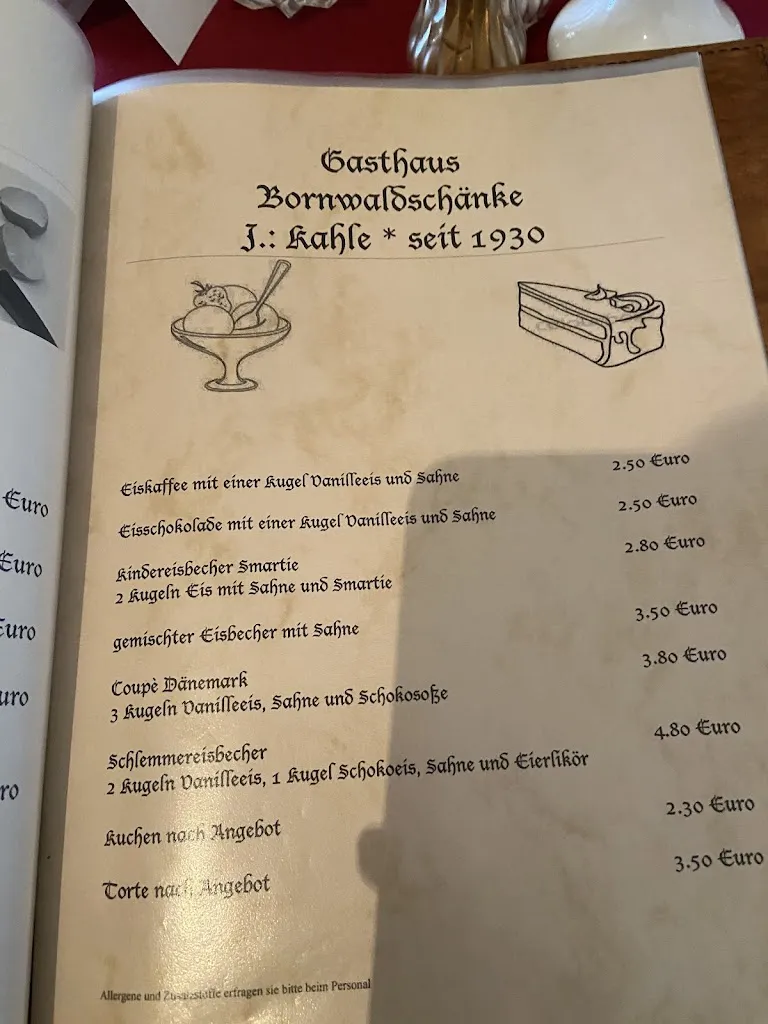 Gasthaus
Bornwaldschänke
J.: Kahle * seit 1930
Eiskaffee mit einer Kugel Vanilleeis und Sahne 2.50 Euro
Eisschokolade mit einer Kugel Vanilleeis und Sahne 2.50 Euro
Kindereisbecher Smartie 2.80 Euro
2 Kugeln Eis mit Sahne und Smartie
gemischter Eisbecher mit Sahne 3.50 Euro
Coupè Dänemark 3.80 Euro
3 Kugeln Vanilleeis, Sahne und Schokosoße
Schlemmereisbecher 4.80 Euro
2 Kugeln Vanilleeis, 1 Kugel Schokoeis, Sahne und Eierlikör
Kuchen nach Angebot 2.30 Euro
Torte nach Angebot 3.50 Euro
Allergene und Zusatzstoffe erfragen sie bitte beim Personal
Euro
Euro
Euro
uro
ro